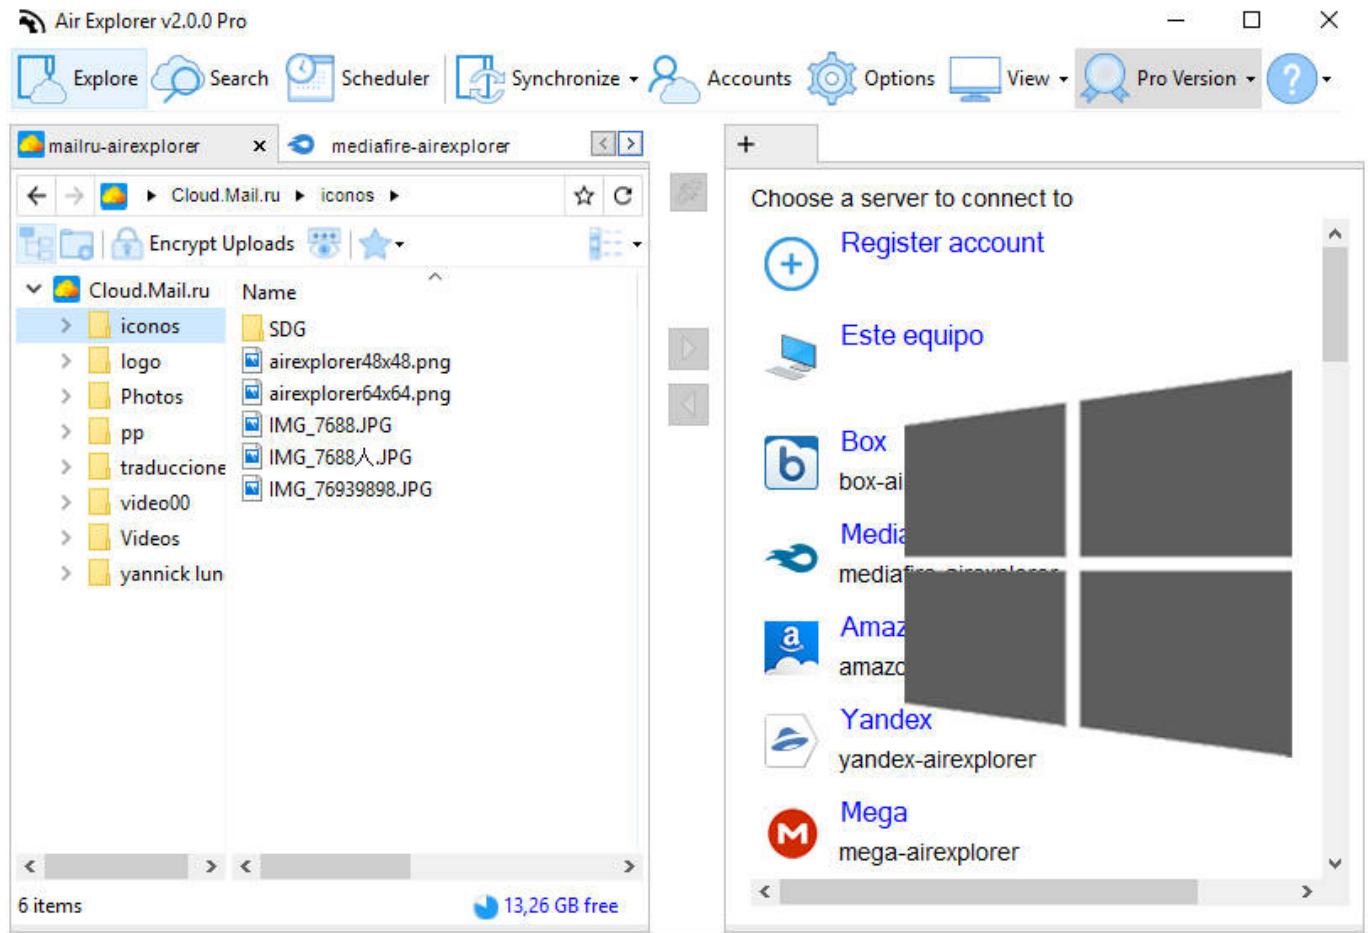 Air Explorer v2.0.0 Pro
Explore Search Scheduler Synchronize Accounts Options View Pro Version ?
mailru-airexplorer x mediafire-airexplorer
Cloud.Mail.ru iconos
Encrypt Uploads
Cloud.Mail.ru
iconos
logo
Photos
pp
traduccione
video00
Videos
yannick lun
Name
SDG
airexplorer48x48.png
airexplorer64x64.png
IMG_7688.JPG
IMG_7688人.JPG
IMG_76939898.JPG
6 items
13,26 GB free
+
Choose a server to connect to
Register account
Este equipo
Box
box-ai
Media
mediafire-airexplorer
Amaz
amazo
Yandex
yandex-airexplorer
Mega
mega-airexplorer